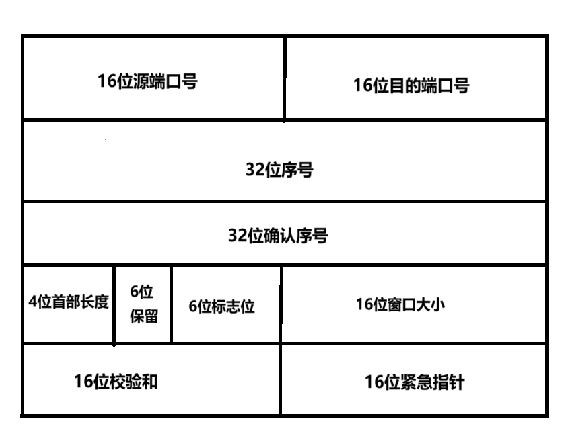 16位源端口号
16位目的端口号
32位序号
32位确认序号
4位首部长度
6位
保留
6位标志位
16位窗口大小
16位校验和
16位紧急指针